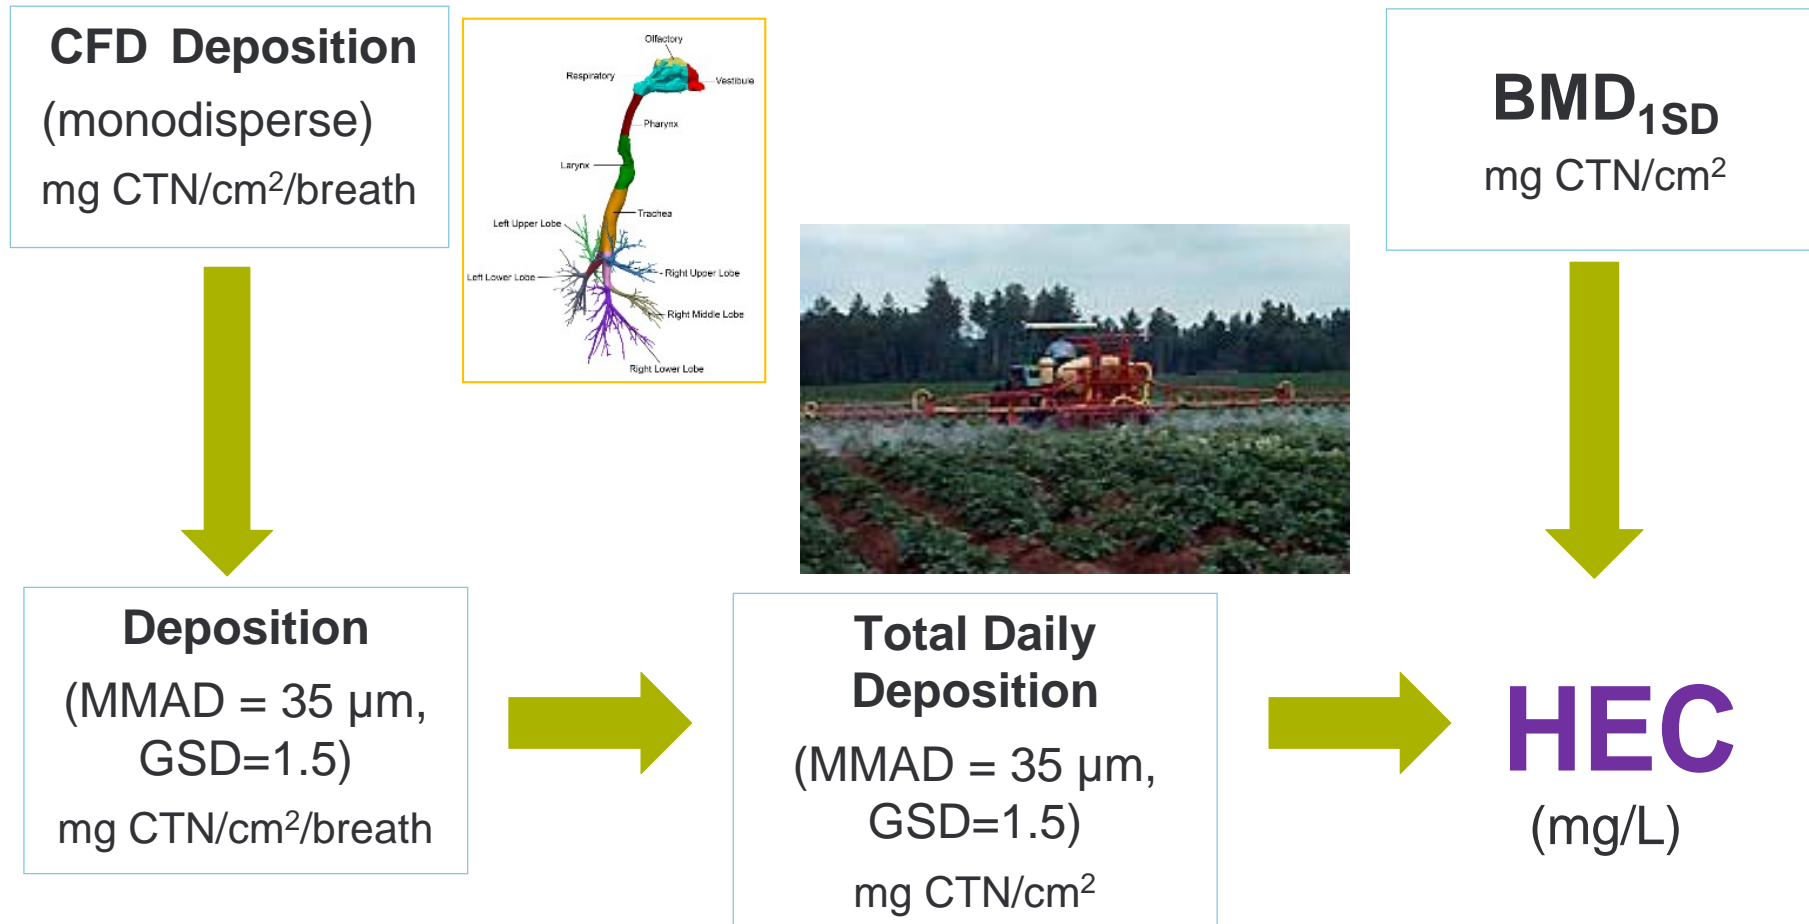 CFD Deposition
(monodisperse)
mg CTN/cm²/breath
Olfactory
Respiratory
Vestibule
Pharynx
Larynx
Trachea
Left Upper Lobe
Left Lower Lobe
Right Upper Lobe
Right Middle Lobe
Right Lower Lobe
BMD₁SD
mg CTN/cm²
Deposition
(MMAD = 35 µm,
GSD=1.5)
mg CTN/cm²/breath
Total Daily
Deposition
(MMAD = 35 µm,
GSD=1.5)
mg CTN/cm²
HEC
(mg/L)